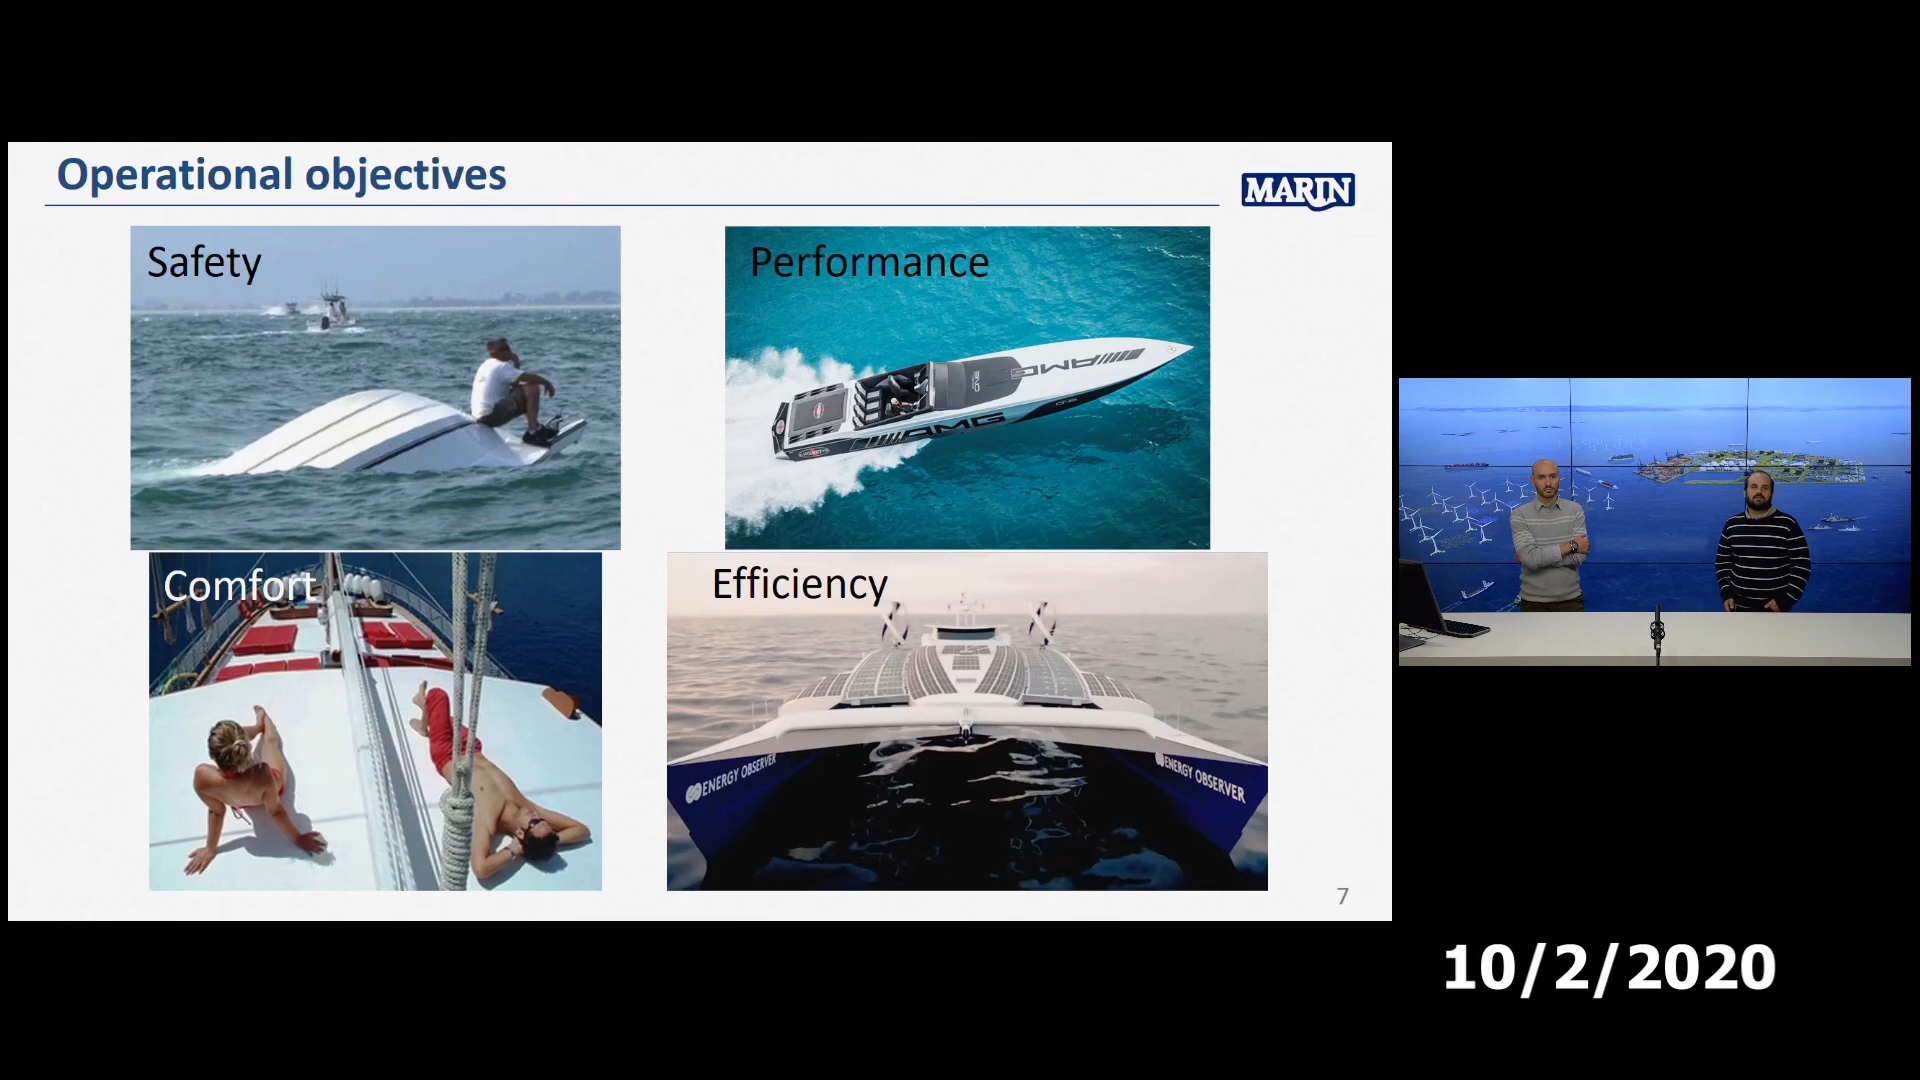 Operational objectives
MARIN
Safety
Performance
AMG
AMG
Comfort
Efficiency
ENERGY OBSERVER
ENERGY OBSERVER
7
10/2/2020